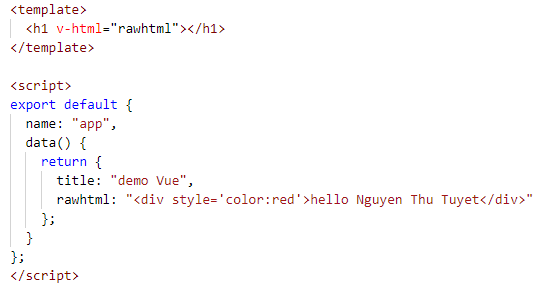 <template>
  <h1 v-html="rawhtml"></h1>
</template>

<script>
export default {
  name: "app",
  data() {
    return {
      title: "demo Vue",
      rawhtml: "<div style='color:red'>hello Nguyen Thu Tuyet</div>"
    };
  }
};
</script>